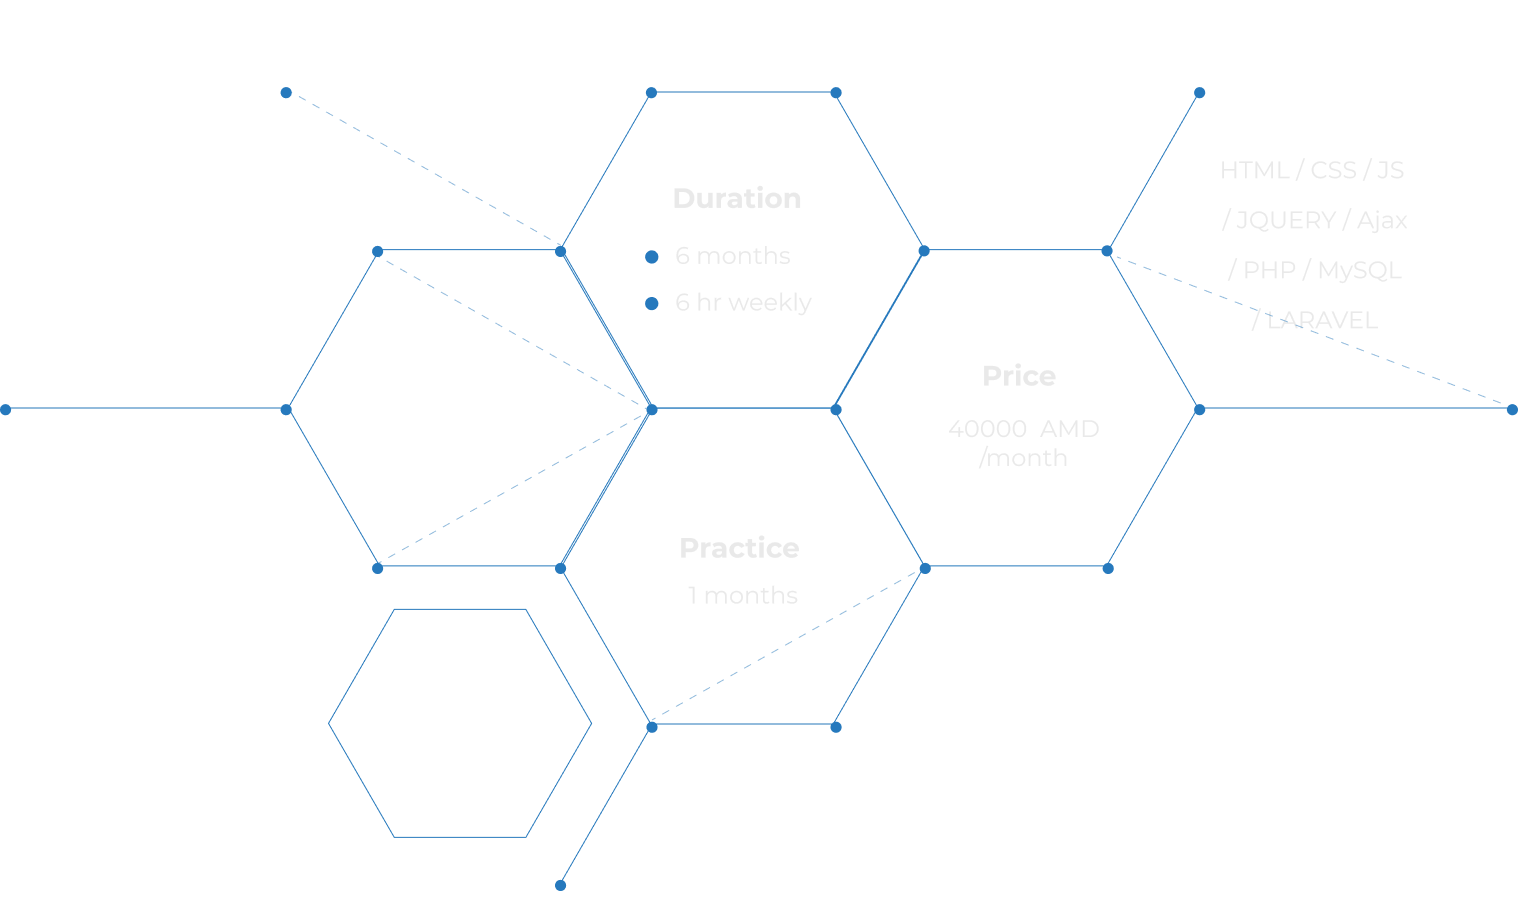 Duration
6 months
6 hr weekly
HTML / CSS / JS
/ JQUERY / Ajax
/ PHP / MySQL
/ LARAVEL
Price
40000 AMD
/month
Practice
1 months